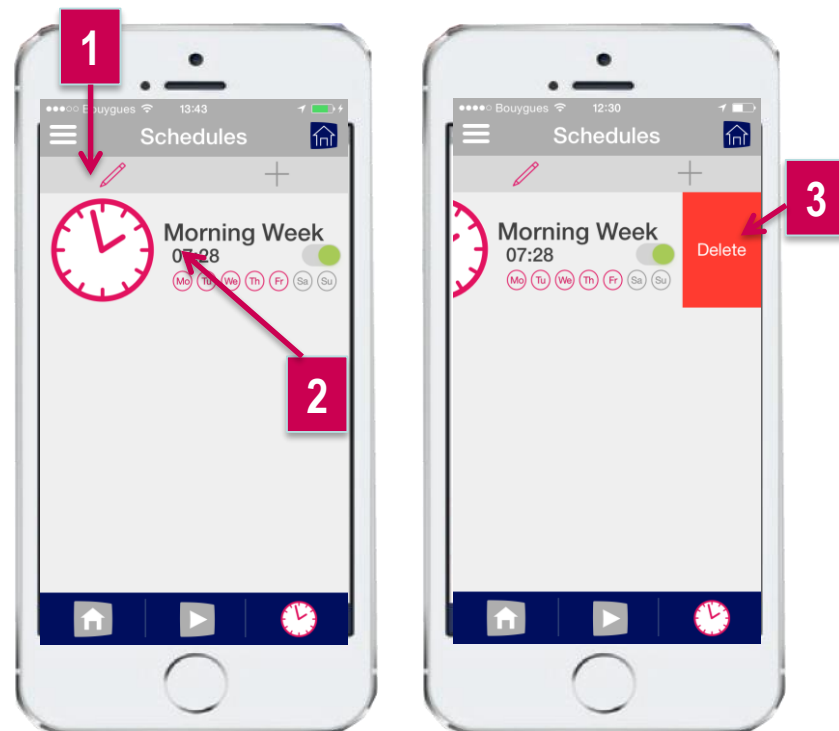 1
Bouygues 13:43
Schedules
Morning Week
07:28
Mo Tu We Th Fr Sa Su
2
Bouygues 12:30
Schedules
Morning Week
07:28
Mo Tu We Th Fr Sa Su
Delete
3